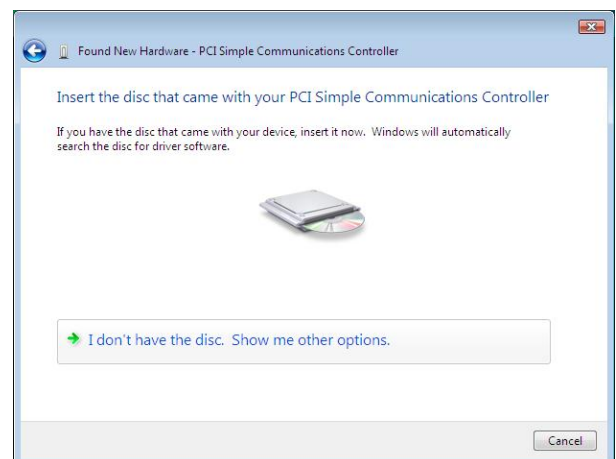 Found New Hardware - PCI Simple Communications Controller
Insert the disc that came with your PCI Simple Communications Controller
If you have the disc that came with your device, insert it now.  Windows will automatically
search the disc for driver software.
I don't have the disc.  Show me other options.
Cancel